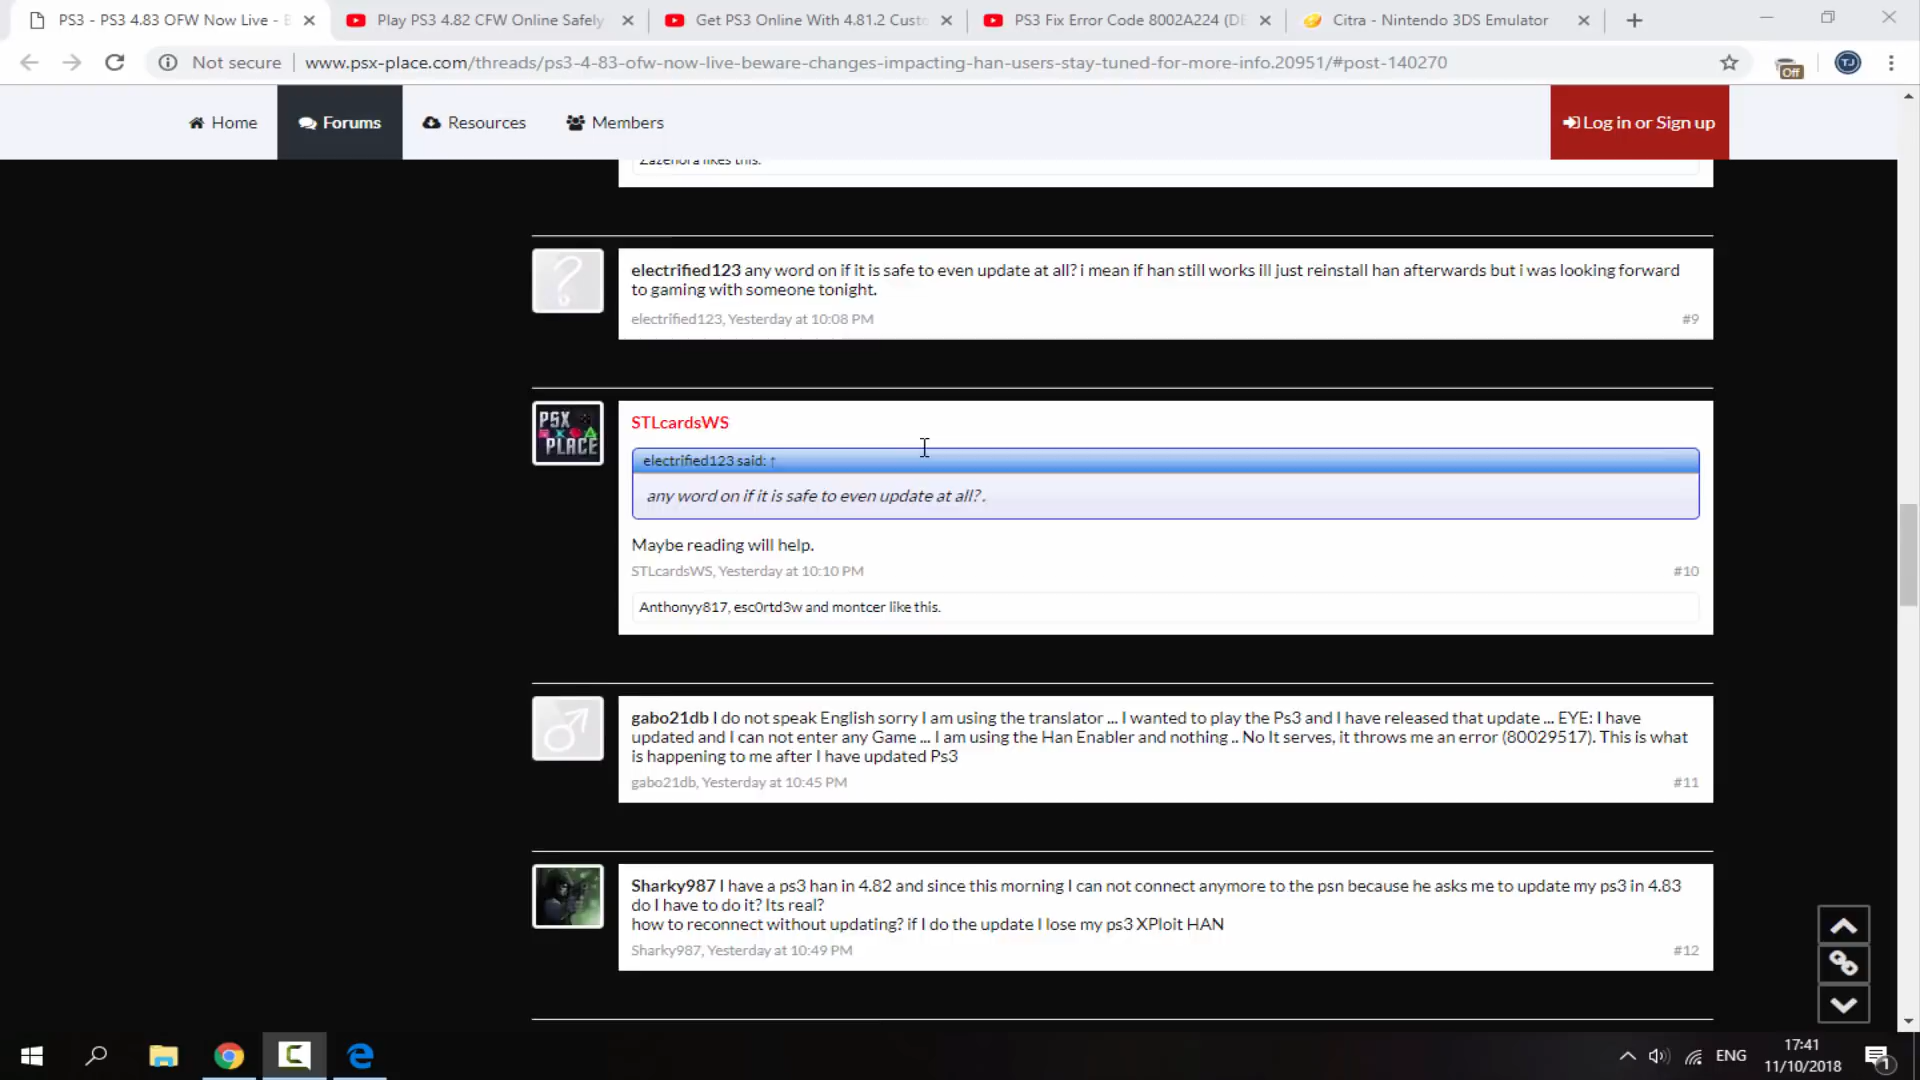 PS3 - PS3 4.83 OFW Now Live - B
Play PS3 4.82 CFW Online Safely
Get PS3 Online With 4.81.2 Custo
PS3 Fix Error Code 8002A224 (DE
Citra - Nintendo 3DS Emulator
Not secure
www.psx-place.com/threads/ps3-4-83-ofw-now-live-beware-changes-impacting-han-users-stay-tuned-for-more-info.20951/#post-140270
Off
TJ
Home
Forums
Resources
Members
Log in or Sign up
Zazenora likes this.
electrified123 any word on if it is safe to even update at all? i mean if han still works ill just reinstall han afterwards but i was looking forward
to gaming with someone tonight.
electrified123, Yesterday at 10:08 PM
#9
PSX
PLACE
STLcardsWS
electrified123 said: ↑
any word on if it is safe to even update at all? .
Maybe reading will help.
STLcardsWS, Yesterday at 10:10 PM
#10
Anthonyy817, esc0rtd3w and montcer like this.
gabo21db I do not speak English sorry I am using the translator ... I wanted to play the Ps3 and I have released that update ... EYE: I have
updated and I can not enter any Game ... I am using the Han Enabler and nothing .. No It serves, it throws me an error (80029517). This is what
is happening to me after I have updated Ps3
gabo21db, Yesterday at 10:45 PM
#11
Sharky987 I have a ps3 han in 4.82 and since this morning I can not connect anymore to the psn because he asks me to update my ps3 in 4.83
do I have to do it? Its real?
how to reconnect without updating? if I do the update I lose my ps3 XPloit HAN
Sharky987, Yesterday at 10:49 PM
#12
ENG
17:41
11/10/2018
1